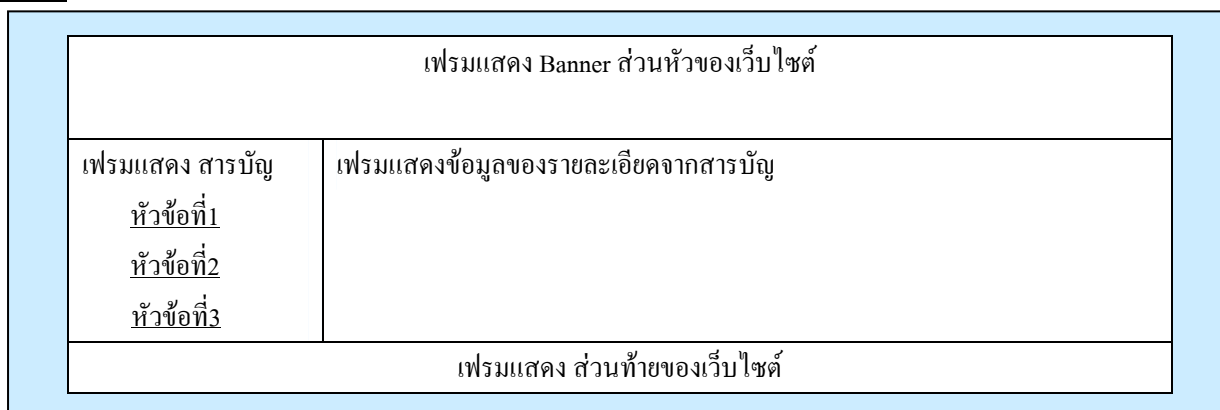 เฟรมแสดง Banner ส่วนหัวของเว็บไซต์
เฟรมแสดง สารบัญ
หัวข้อที่1
หัวข้อที่2
หัวข้อที่3
เฟรมแสดงข้อมูลของรายละเอียดจากสารบัญ
เฟรมแสดง ส่วนท้ายของเว็บไซต์